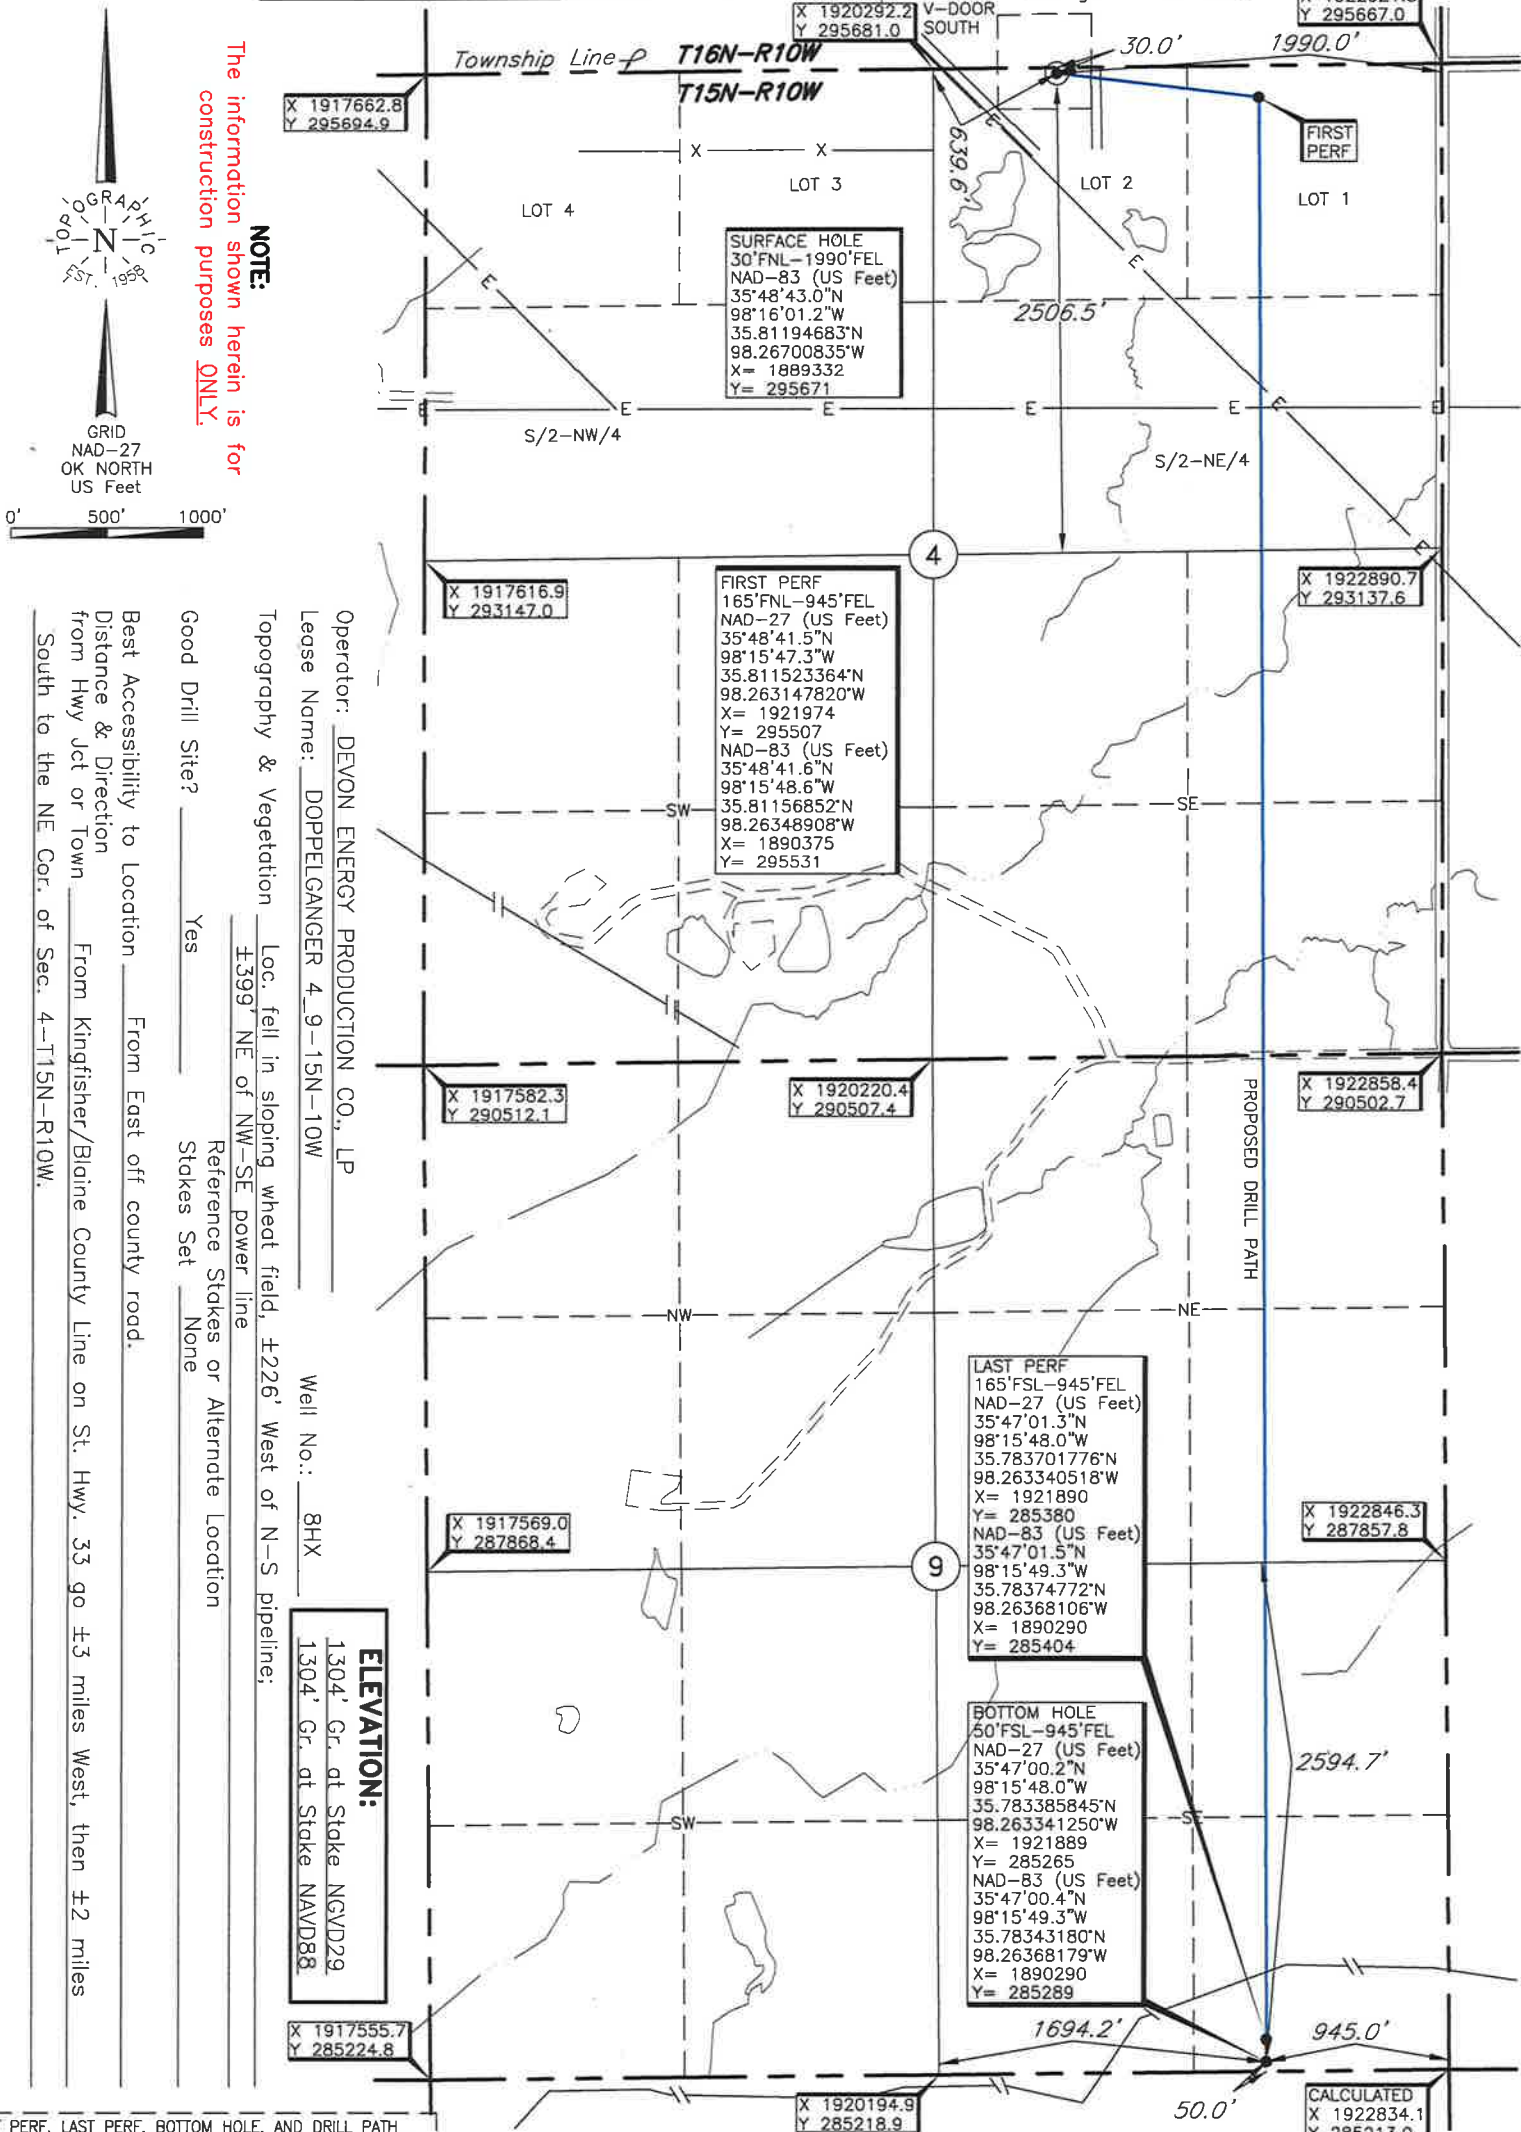 X 1920292.2
Y 295681.0
V-DOOR
SOUTH
Y 295667.0
30.0'
1990.0'
Township Line
T16N-R10W
T15N-R10W
X 1917662.8
Y 295694.9
FIRST
PERF
639.6'
X X
LOT 4
LOT 3
LOT 2
LOT 1
E
E
E
SURFACE HOLE
30'FNL-1990'FEL
NAD-83 (US Feet)
35°48'43.0"N
98°16'01.2"W
35.81194683°N
98.26700835°W
X= 1889332
Y= 295671
2506.5'
TOPOGRAPHIC
N
EST. 1958
NOTE:
The information shown herein is for
construction purposes ONLY.
GRID
NAD-27
OK NORTH
US Feet
0' 500' 1000'
E E E E E E E
S/2-NW/4
S/2-NE/4
E
4
X 1917616.9
Y 293147.0
X 1922890.7
Y 293137.6
FIRST PERF
165'FNL-945'FEL
NAD-27 (US Feet)
35°48'41.5"N
98°15'47.3"W
35.811523364°N
98.263147820°W
X= 1921974
Y= 295507
NAD-83 (US Feet)
35°48'41.6"N
98°15'48.6"W
35.81156852°N
98.26348908°W
X= 1890375
Y= 295531
SW
SE
Operator: DEVON ENERGY PRODUCTION CO., LP
Lease Name: DOPPELGANGER 4_9-15N-10W Well No.: 8HX
Topography & Vegetation Loc. fell in sloping wheat field, ±226' West of N-S pipeline;
±399' NE of NW-SE power line
Reference Stakes or Alternate Location
Good Drill Site? Yes Stakes Set None
Best Accessibility to Location From East off county road.
Distance & Direction
from Hwy Jct or Town From Kingfisher/Blaine County Line on St. Hwy. 33 go ±3 miles West, then ±2 miles
South to the NE Cor. of Sec. 4-T15N-R10W.
X 1917582.3
Y 290512.1
X 1920220.4
Y 290507.4
X 1922858.4
Y 290502.7
PROPOSED DRILL PATH
NW
NE
LAST PERF
165'FSL-945'FEL
NAD-27 (US Feet)
35°47'01.3"N
98°15'48.0"W
35.783701776°N
98.263340518°W
X= 1921890
Y= 285380
NAD-83 (US Feet)
35°47'01.5"N
98°15'49.3"W
35.78374772°N
98.26368106°W
X= 1890290
Y= 285404
X 1917569.0
Y 287868.4
X 1922846.3
Y 287857.8
9
ELEVATION:
1304' Gr. at Stake NGVD29
1304' Gr. at Stake NAVD88
BOTTOM HOLE
50'FSL-945'FEL
NAD-27 (US Feet)
35°47'00.2"N
98°15'48.0"W
35.783385845°N
98.263341250°W
X= 1921889
Y= 285265
NAD-83 (US Feet)
35°47'00.4"N
98°15'49.3"W
35.78343180°N
98.26368179°W
X= 1890290
Y= 285289
2594.7'
SW
SE
X 1917555.7
Y 285224.8
1694.2'
945.0'
X 1920194.9
Y 285218.9
50.0'
CALCULATED
X 1922834.1
PERF, LAST PERF, BOTTOM HOLE, AND DRILL PATH